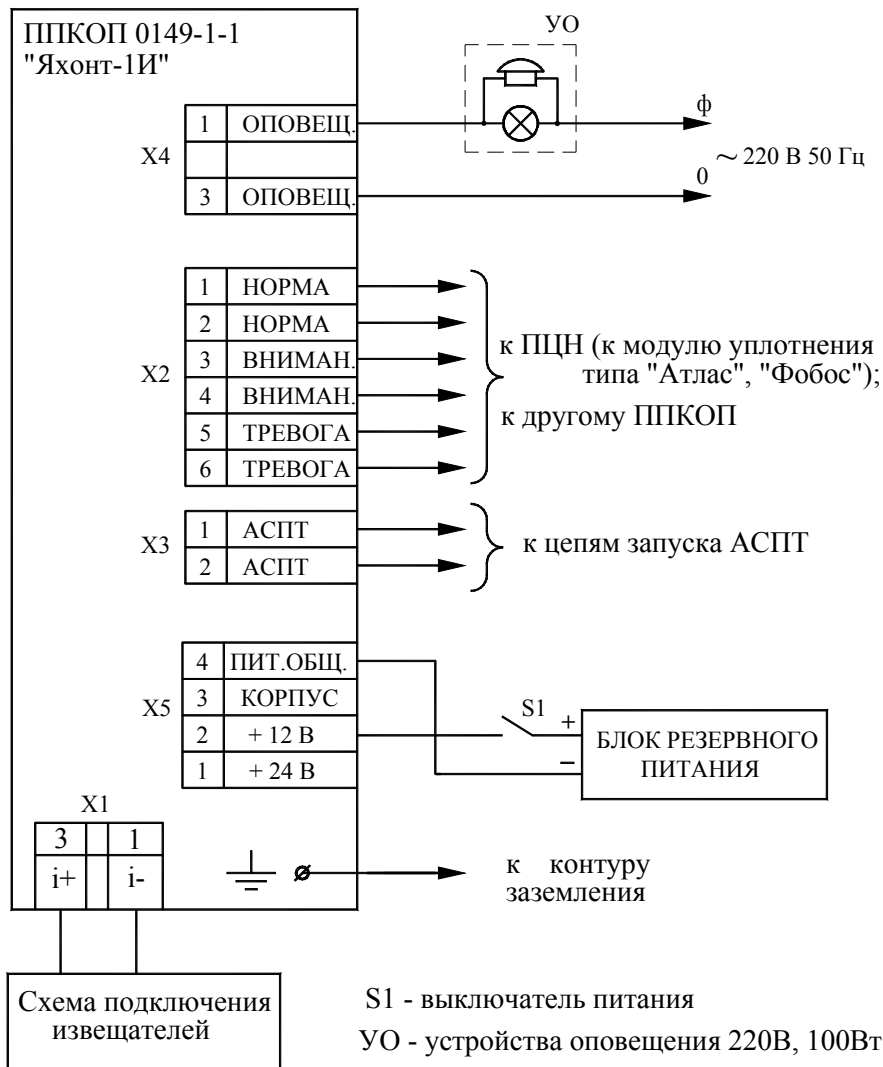 ППКОП 0149-1-1
"Яхонт-1И"
УО
X4
1 ОПОВЕЩ.
3 ОПОВЕЩ.
ф
~ 220 В 50 Гц
0
X2
1 НОРМА
2 НОРМА
3 ВНИМАН.
4 ВНИМАН.
5 ТРЕВОГА
6 ТРЕВОГА
к ПЦН (к модулю уплотнения
типа "Атлас", "Фобос");
к другому ППКОП
X3
1 АСПТ
2 АСПТ
к цепям запуска АСПТ
X5
4 ПИТ.ОБЩ.
3 КОРПУС
2 + 12 В
1 + 24 В
S1
+
–
БЛОК РЕЗЕРВНОГО
ПИТАНИЯ
X1
3 1
i+ i-
к контуру
заземления
Схема подключения
извещателей
S1 - выключатель питания
УО - устройства оповещения 220В, 100Вт